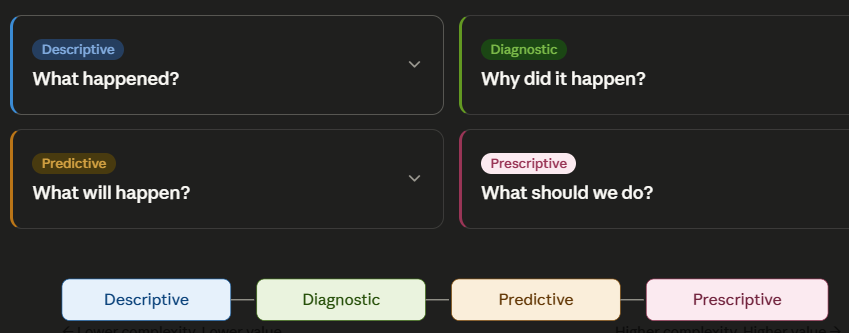 Descriptive
What happened?
Diagnostic
Why did it happen?
Predictive
What will happen?
Prescriptive
What should we do?
Descriptive
Diagnostic
Predictive
Prescriptive
← Lower complexity, Lower value
Higher complexity, Higher value →